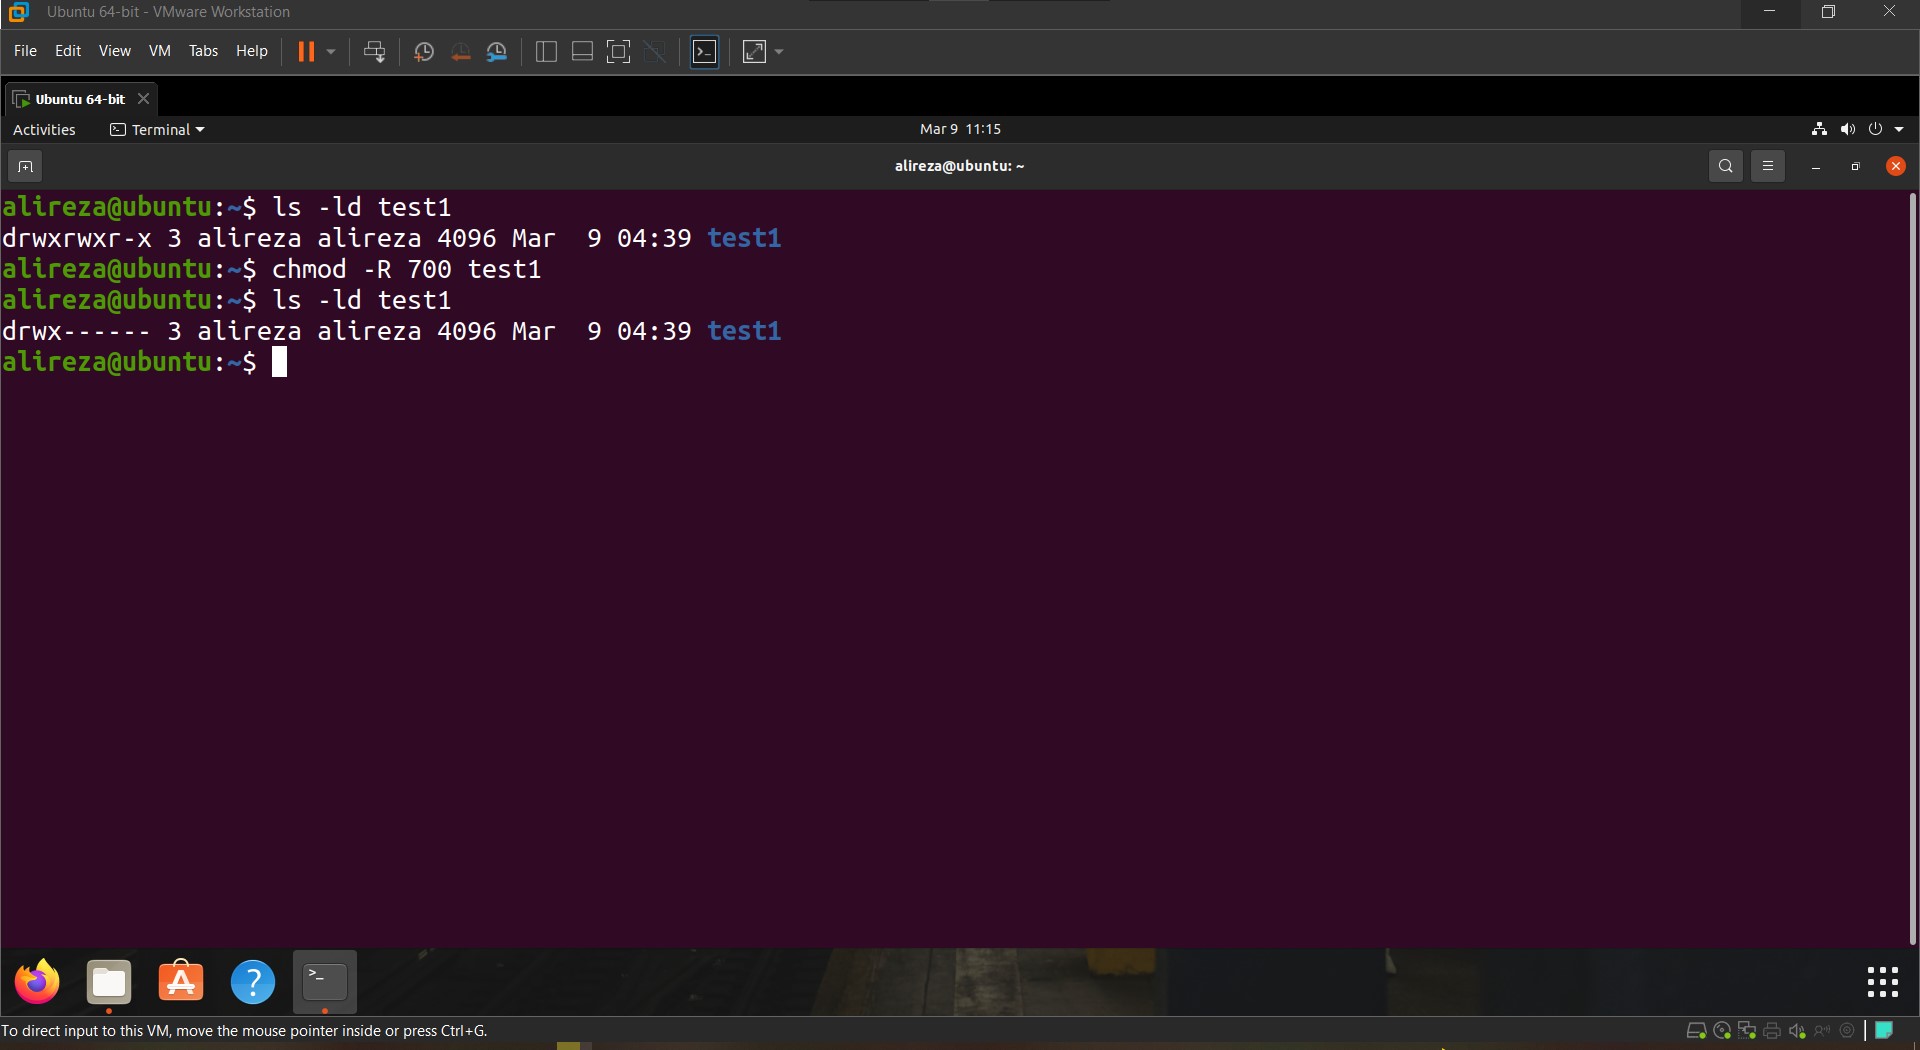 Ubuntu 64-bit - VMware Workstation
File Edit View VM Tabs Help
Ubuntu 64-bit
Activities Terminal Mar 9 11:15
alireza@ubuntu: ~
alireza@ubuntu:~$ ls -ld test1
drwxrwxr-x 3 alireza alireza 4096 Mar  9 04:39 test1
alireza@ubuntu:~$ chmod -R 700 test1
alireza@ubuntu:~$ ls -ld test1
drwx------ 3 alireza alireza 4096 Mar  9 04:39 test1
alireza@ubuntu:~$
To direct input to this VM, move the mouse pointer inside or press Ctrl+G.